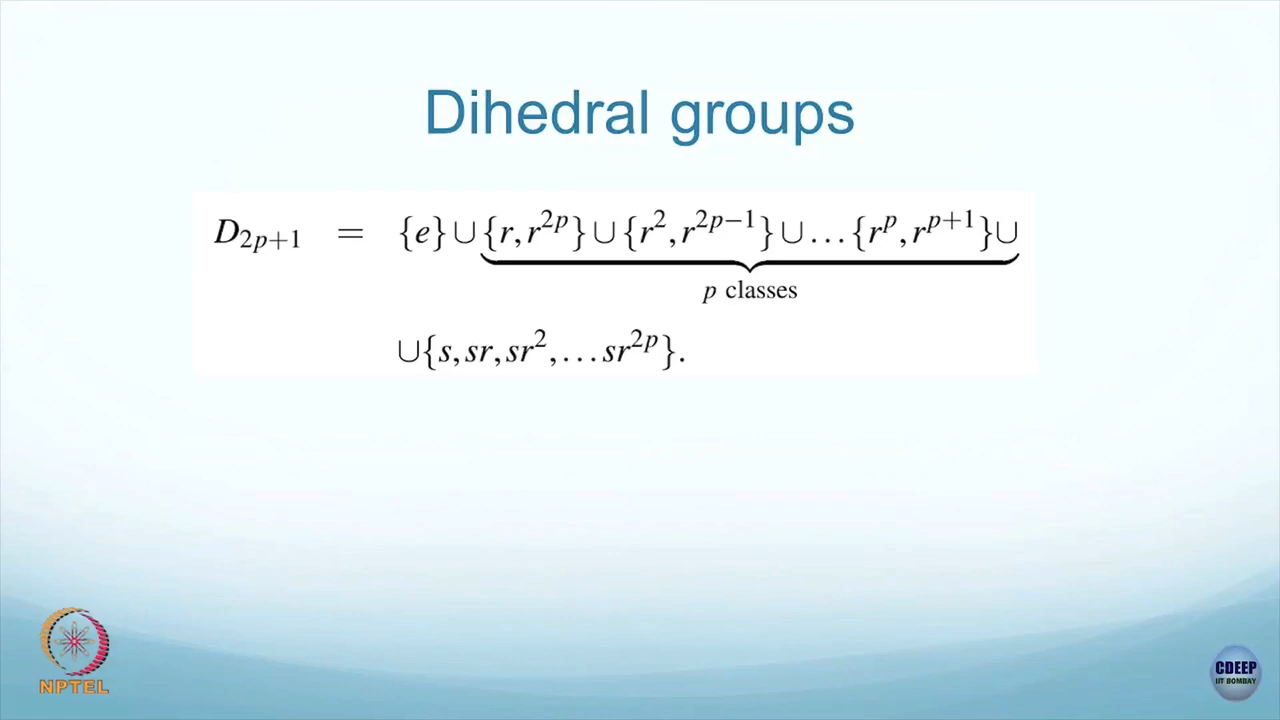 Dihedral groups
D_{2p+1} = {e} ∪ {r, r^{2p}} ∪ {r^2, r^{2p−1}} ∪ … {r^p, r^{p+1}} ∪
p classes
∪{s, sr, sr^2, … sr^{2p}}.
NPTEL
CDEEP
IIT BOMBAY